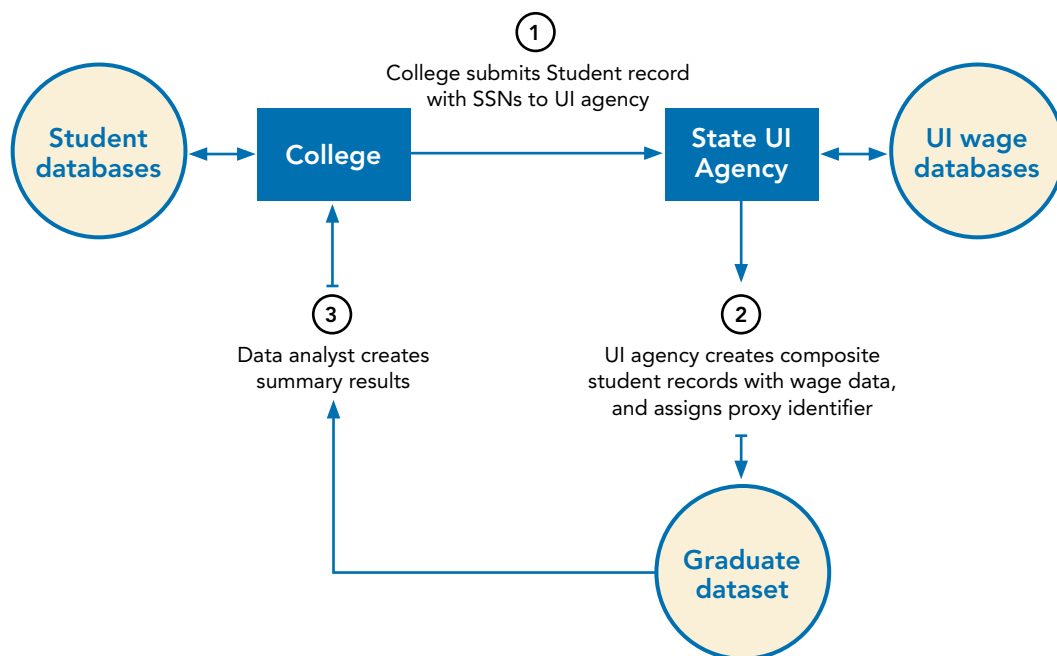 1
College submits Student record
with SSNs to UI agency
Student
databases
College
State UI
Agency
UI wage
databases
3
Data analyst creates
summary results
2
UI agency creates composite
student records with wage data,
and assigns proxy identifier
Graduate
dataset